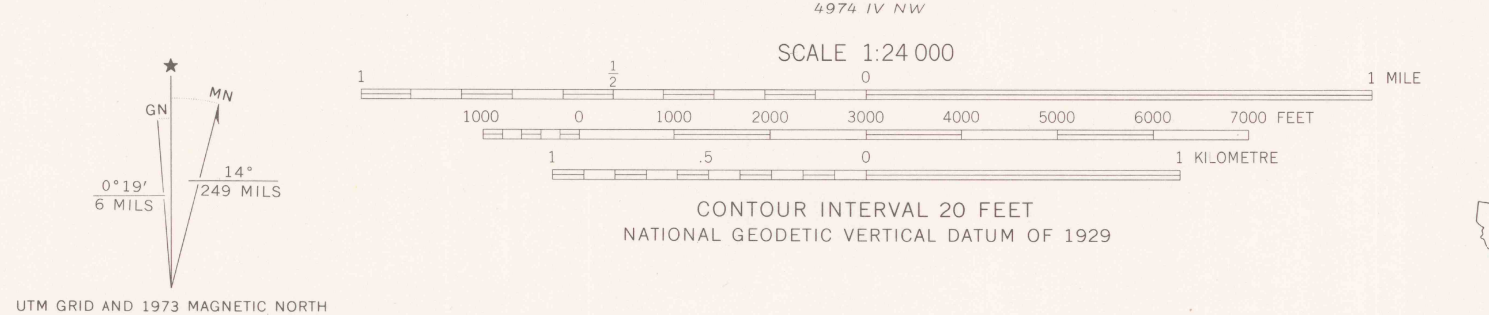 4974 IV NW
SCALE 1:24 000
1 1/2 0 1 MILE
1000 0 1000 2000 3000 4000 5000 6000 7000 FEET
1 .5 0 1 KILOMETRE
CONTOUR INTERVAL 20 FEET
NATIONAL GEODETIC VERTICAL DATUM OF 1929
★
GN
MN
0°19′
6 MILS
14°
249 MILS
UTM GRID AND 1973 MAGNETIC NORTH